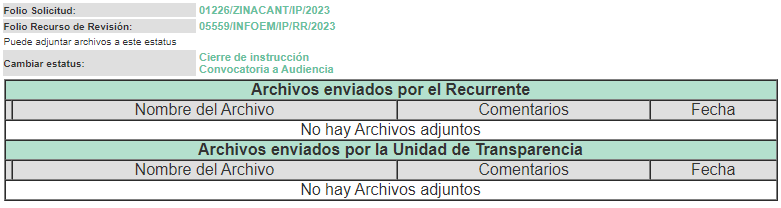 Folio Solicitud: 01226/ZINACANT/IP/2023
Folio Recurso de Revisión: 05559/INFOEM/IP/RR/2023
Puede adjuntar archivos a este estatus
Cambiar estatus: Cierre de instrucción
Convocatoria a Audiencia
Archivos enviados por el Recurrente
Nombre del Archivo Comentarios Fecha
No hay Archivos adjuntos
Archivos enviados por la Unidad de Transparencia
Nombre del Archivo Comentarios Fecha
No hay Archivos adjuntos